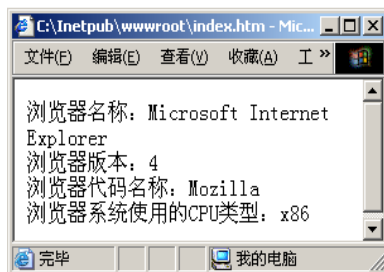 C:\Inetpub\wwwroot\index.htm - Mic...
文件(F) 编辑(E) 查看(V) 收藏(A) 工 »
浏览器名称：Microsoft Internet
Explorer
浏览器版本：4
浏览器代码名称：Mozilla
浏览器系统使用的CPU类型：x86
完毕 我的电脑